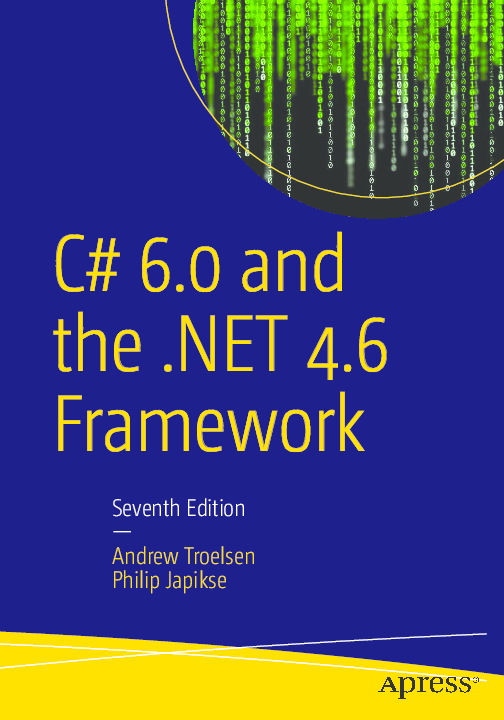 C# 6.0 and
the .NET 4.6
Framework
Seventh Edition
—
Andrew Troelsen
Philip Japikse
Apress®